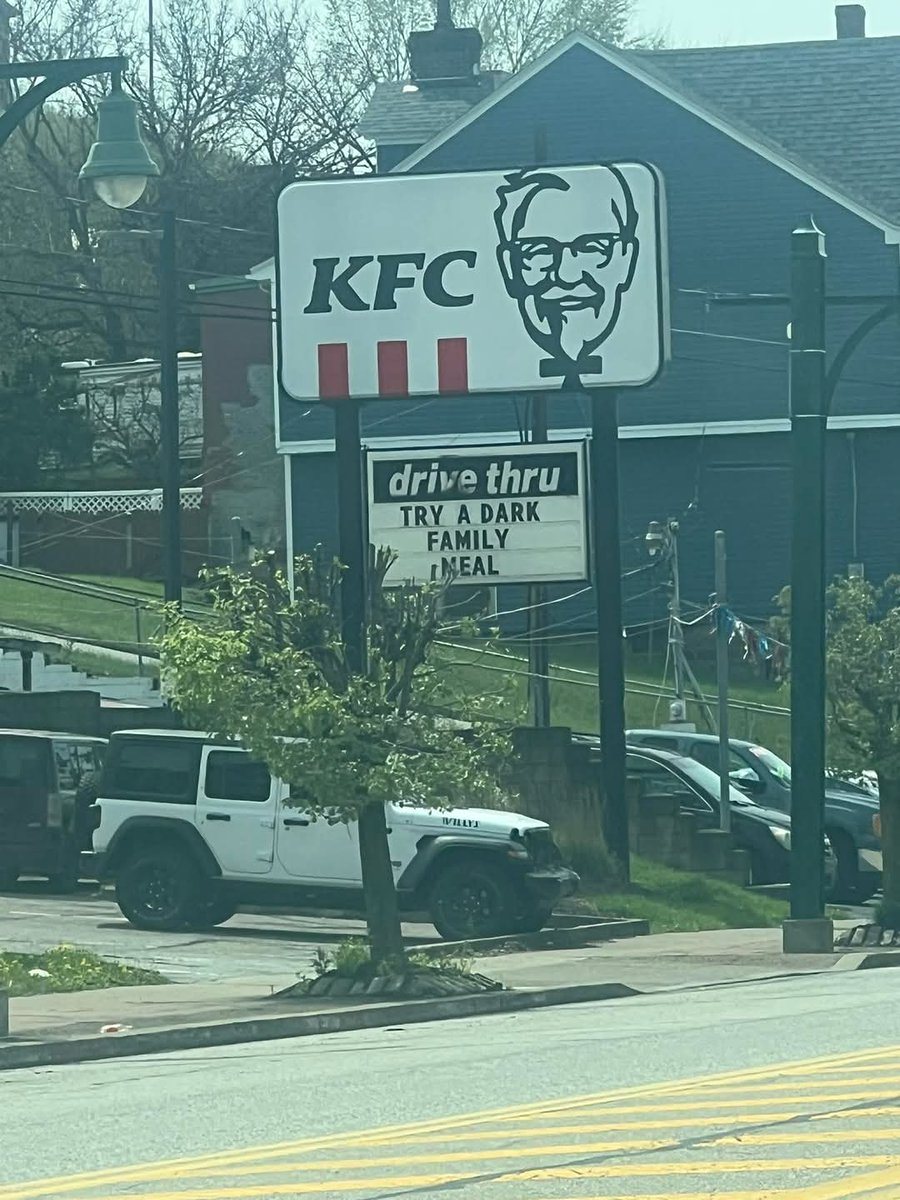 KFC
drive thru
TRY A DARK
FAMILY
MEAL
WILLYS